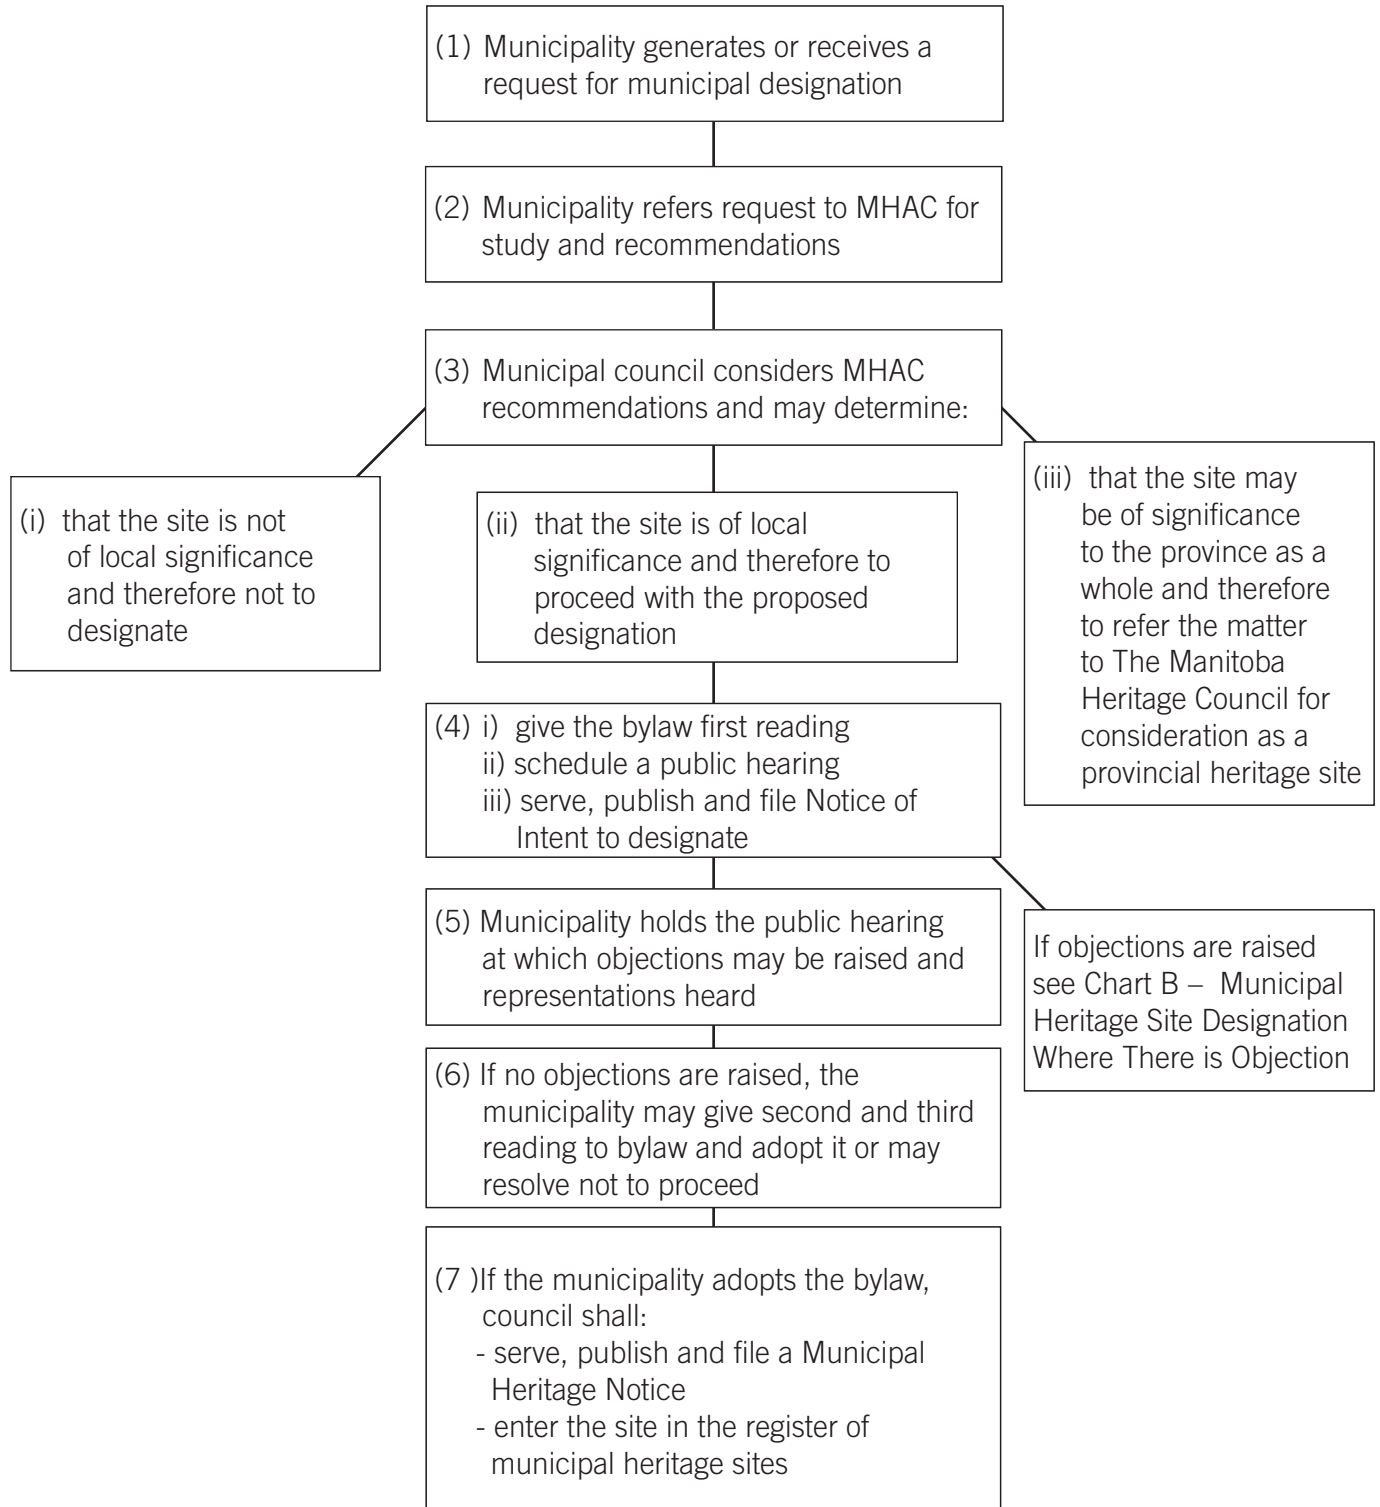 (1) Municipality generates or receives a
request for municipal designation
(2) Municipality refers request to MHAC for
study and recommendations
(3) Municipal council considers MHAC
recommendations and may determine:
(i) that the site is not
of local significance
and therefore not to
designate
(ii) that the site is of local
significance and therefore to
proceed with the proposed
designation
(iii) that the site may
be of significance
to the province as a
whole and therefore
to refer the matter
to The Manitoba
Heritage Council for
consideration as a
provincial heritage site
(4) i) give the bylaw first reading
ii) schedule a public hearing
iii) serve, publish and file Notice of
Intent to designate
(5) Municipality holds the public hearing
at which objections may be raised and
representations heard
If objections are raised
see Chart B – Municipal
Heritage Site Designation
Where There is Objection
(6) If no objections are raised, the
municipality may give second and third
reading to bylaw and adopt it or may
resolve not to proceed
(7 )If the municipality adopts the bylaw,
council shall:
- serve, publish and file a Municipal
Heritage Notice
- enter the site in the register of
municipal heritage sites